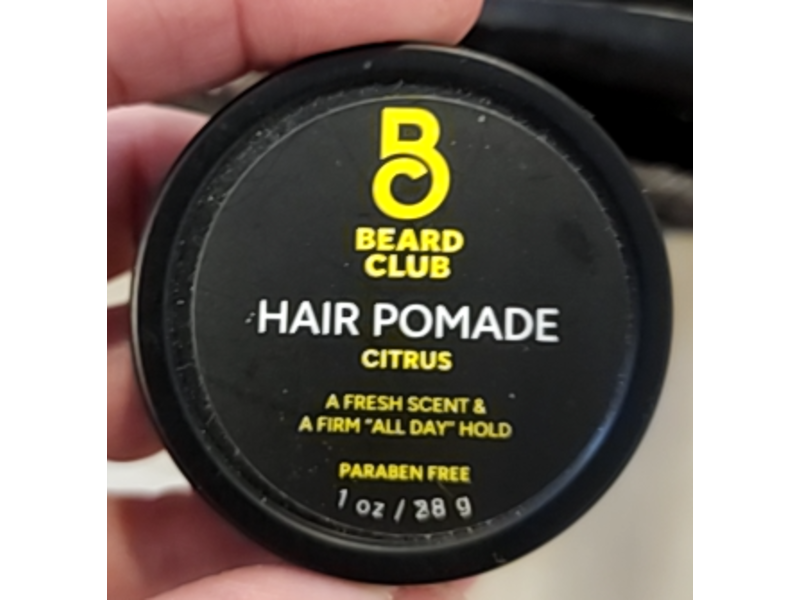 BC
BEARD
CLUB
HAIR POMADE
CITRUS
A FRESH SCENT &
A FIRM "ALL DAY" HOLD
PARABEN FREE
1 oz / 28 g